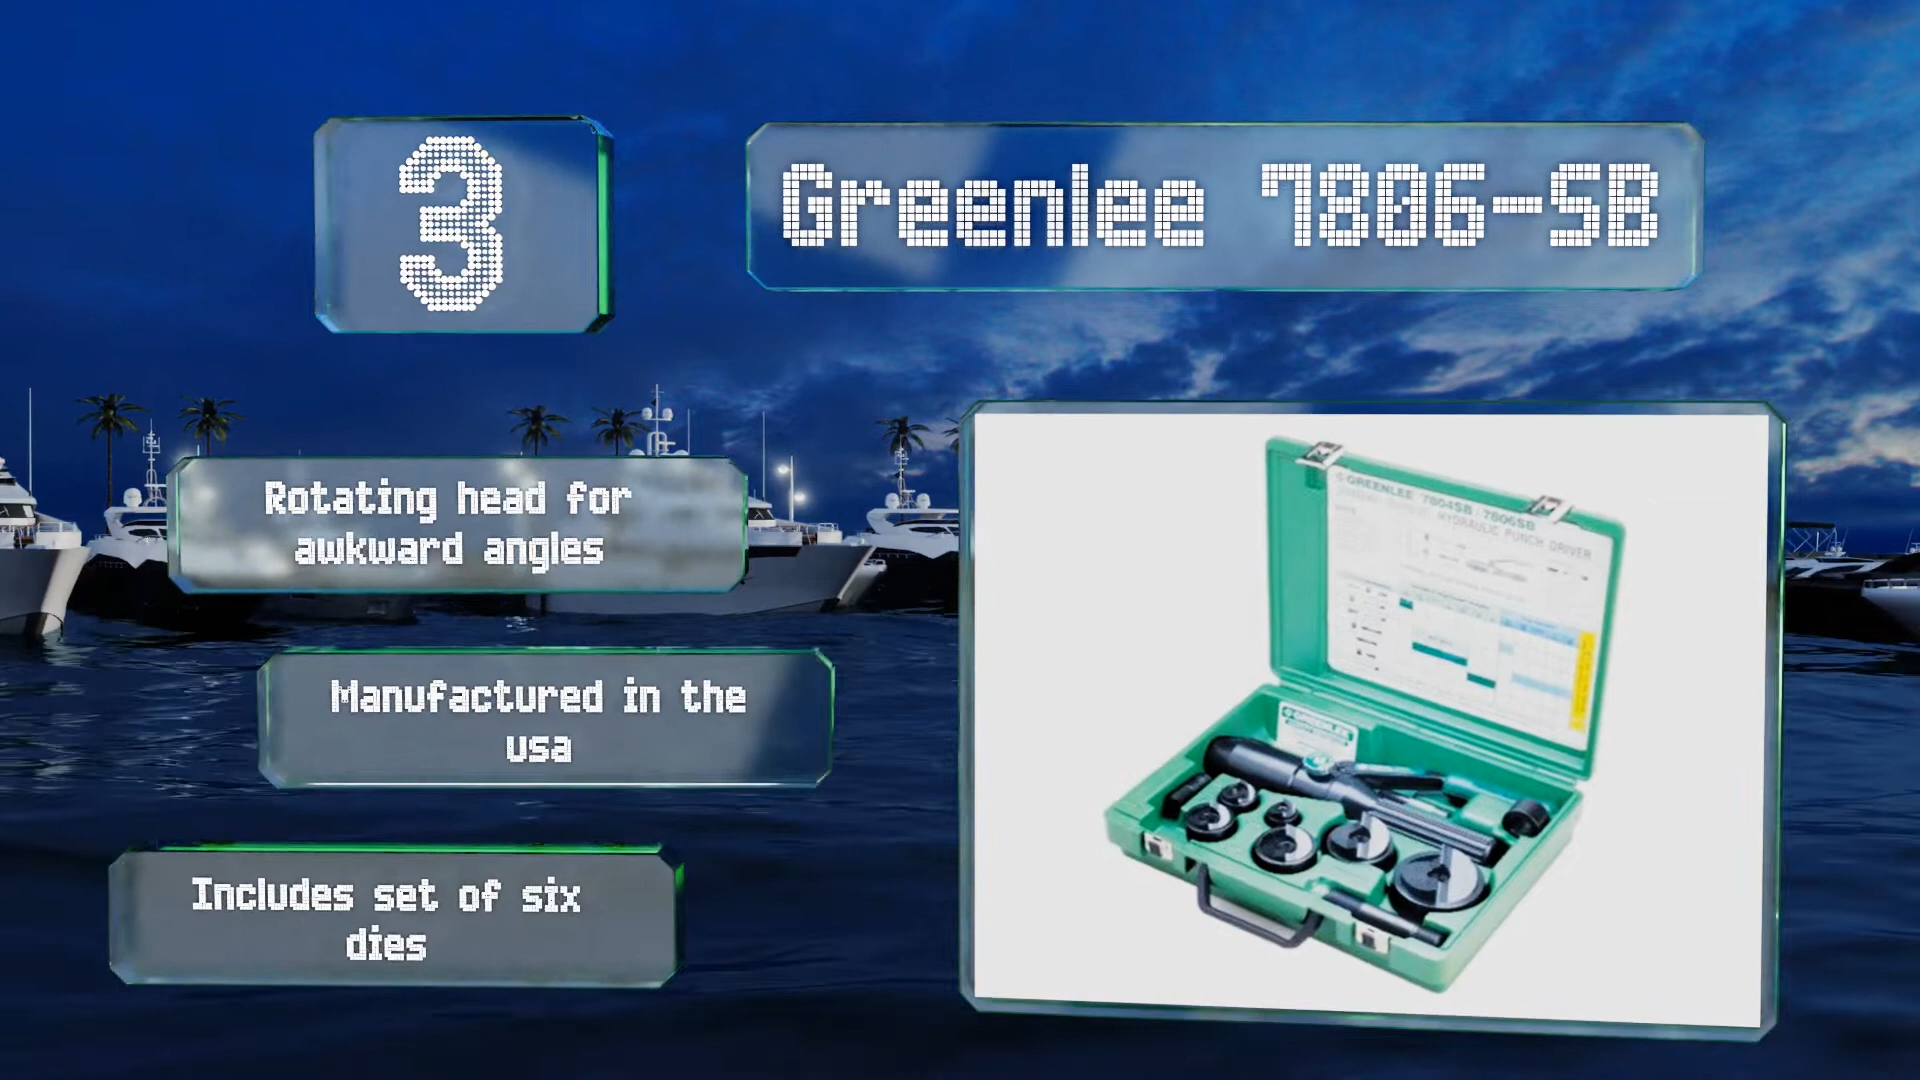 3
Greenlee 7806-SB
Rotating head for
awkward angles
Manufactured in the
usa
Includes set of six
dies
GREENLEE 7804SB / 7806SB
HYDRAULIC PUNCH DRIVER
GREENLEE